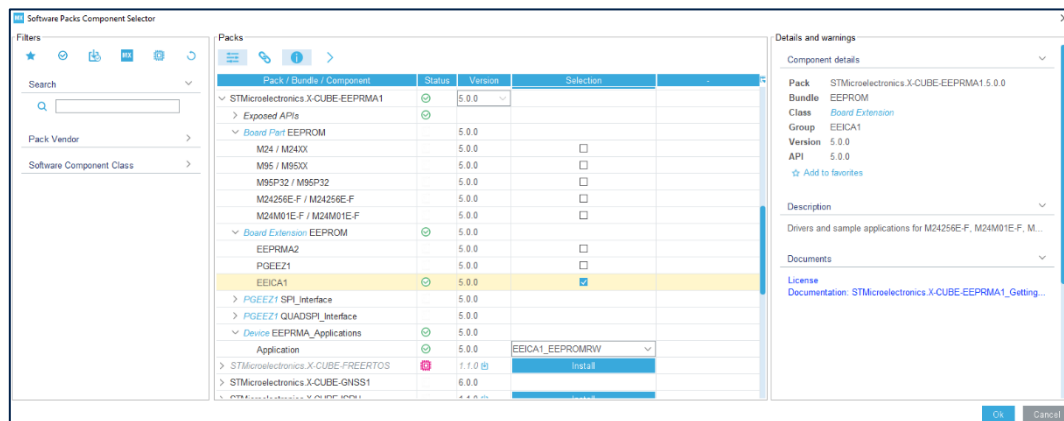 MX Software Packs Component Selector
Filters
MX
Search
Pack Vendor
Software Component Class
Packs
Pack / Bundle / Component Status Version Selection -
STMicroelectronics.X-CUBE-EEPRMA1 5.0.0
Exposed APIs
Board Part EEPROM 5.0.0
M24 / M24XX 5.0.0
M95 / M95XX 5.0.0
M95P32 / M95P32 5.0.0
M24256E-F / M24256E-F 5.0.0
M24M01E-F / M24M01E-F 5.0.0
Board Extension EEPROM 5.0.0
EEPRMA2 5.0.0
PGEEZ1 5.0.0
EEICA1 5.0.0
PGEEZ1 SPI_Interface 5.0.0
PGEEZ1 QUADSPI_Interface 5.0.0
Device EEPRMA_Applications 5.0.0
Application 5.0.0 EEICA1_EEPROMRW
STMicroelectronics.X-CUBE-FREERTOS 1.1.0 Install
STMicroelectronics.X-CUBE-GNSS1 6.0.0
Details and warnings
Component details
Pack STMicroelectronics.X-CUBE-EEPRMA1.5.0.0
Bundle EEPROM
Class Board Extension
Group EEICA1
Version 5.0.0
API 5.0.0
Add to favorites
Description
Drivers and sample applications for M24256E-F, M24M01E-F, M...
Documents
License
Documentation: STMicroelectronics.X-CUBE-EEPRMA1_Getting...
Ok Cancel